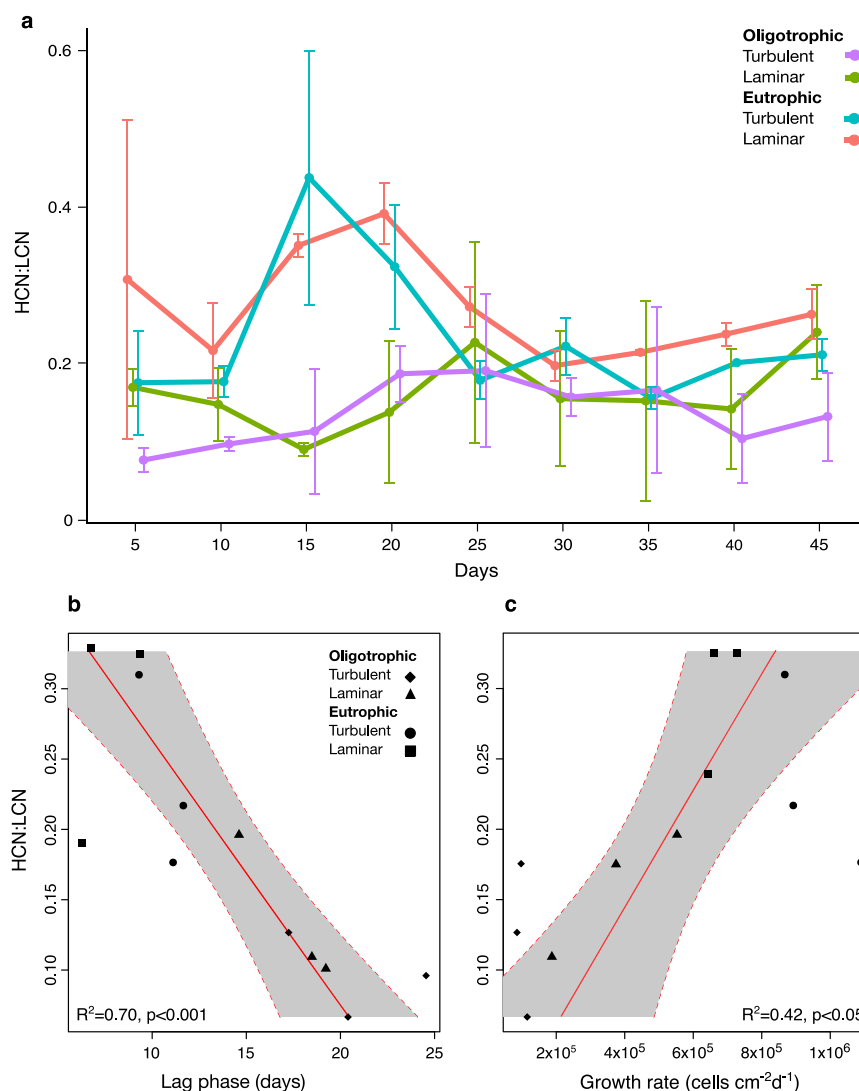 a
Oligotrophic
Turbulent
Laminar
Eutrophic
Turbulent
Laminar
HCN:LCN
0.6
0.4
0.2
0
5 10 15 20 25 30 35 40 45
Days
b
Oligotrophic
Turbulent
Laminar
Eutrophic
Turbulent
Laminar
HCN:LCN
0.30
0.25
0.20
0.15
0.10
R²=0.70, p<0.001
10 15 20 25
Lag phase (days)
c
0.30
0.25
0.20
0.15
0.10
R²=0.42, p<0.05
2x10⁵ 4x10⁵ 6x10⁵ 8x10⁵ 1x10⁶
Growth rate (cells cm⁻²d⁻¹)